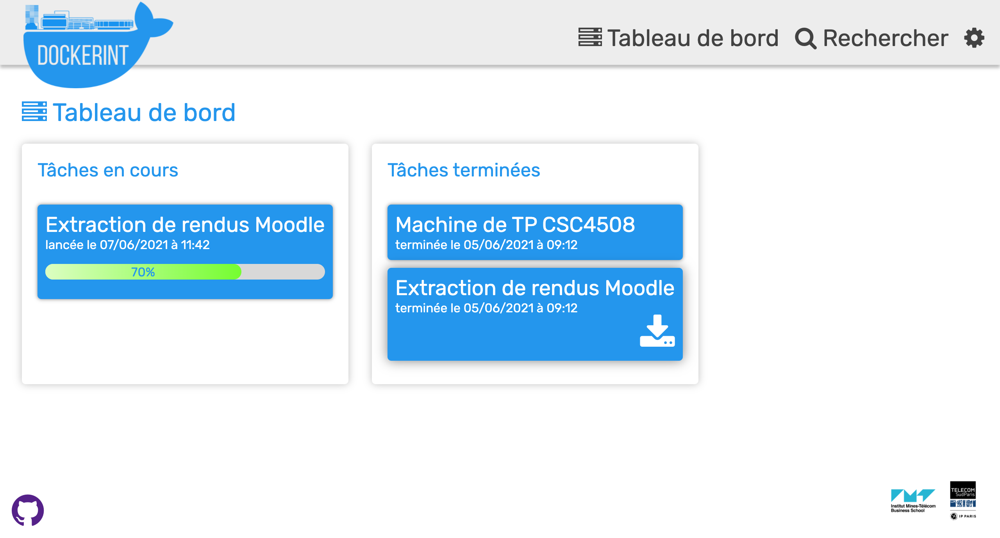 DOCKERINT
Tableau de bord
Rechercher
Tableau de bord
Tâches en cours
Extraction de rendus Moodle
lancée le 07/06/2021 à 11:42
70%
Tâches terminées
Machine de TP CSC4508
terminée le 05/06/2021 à 09:12
Extraction de rendus Moodle
terminée le 05/06/2021 à 09:12
Institut Mines-Télécom
Business School
TELECOM
SudParis
IP PARIS